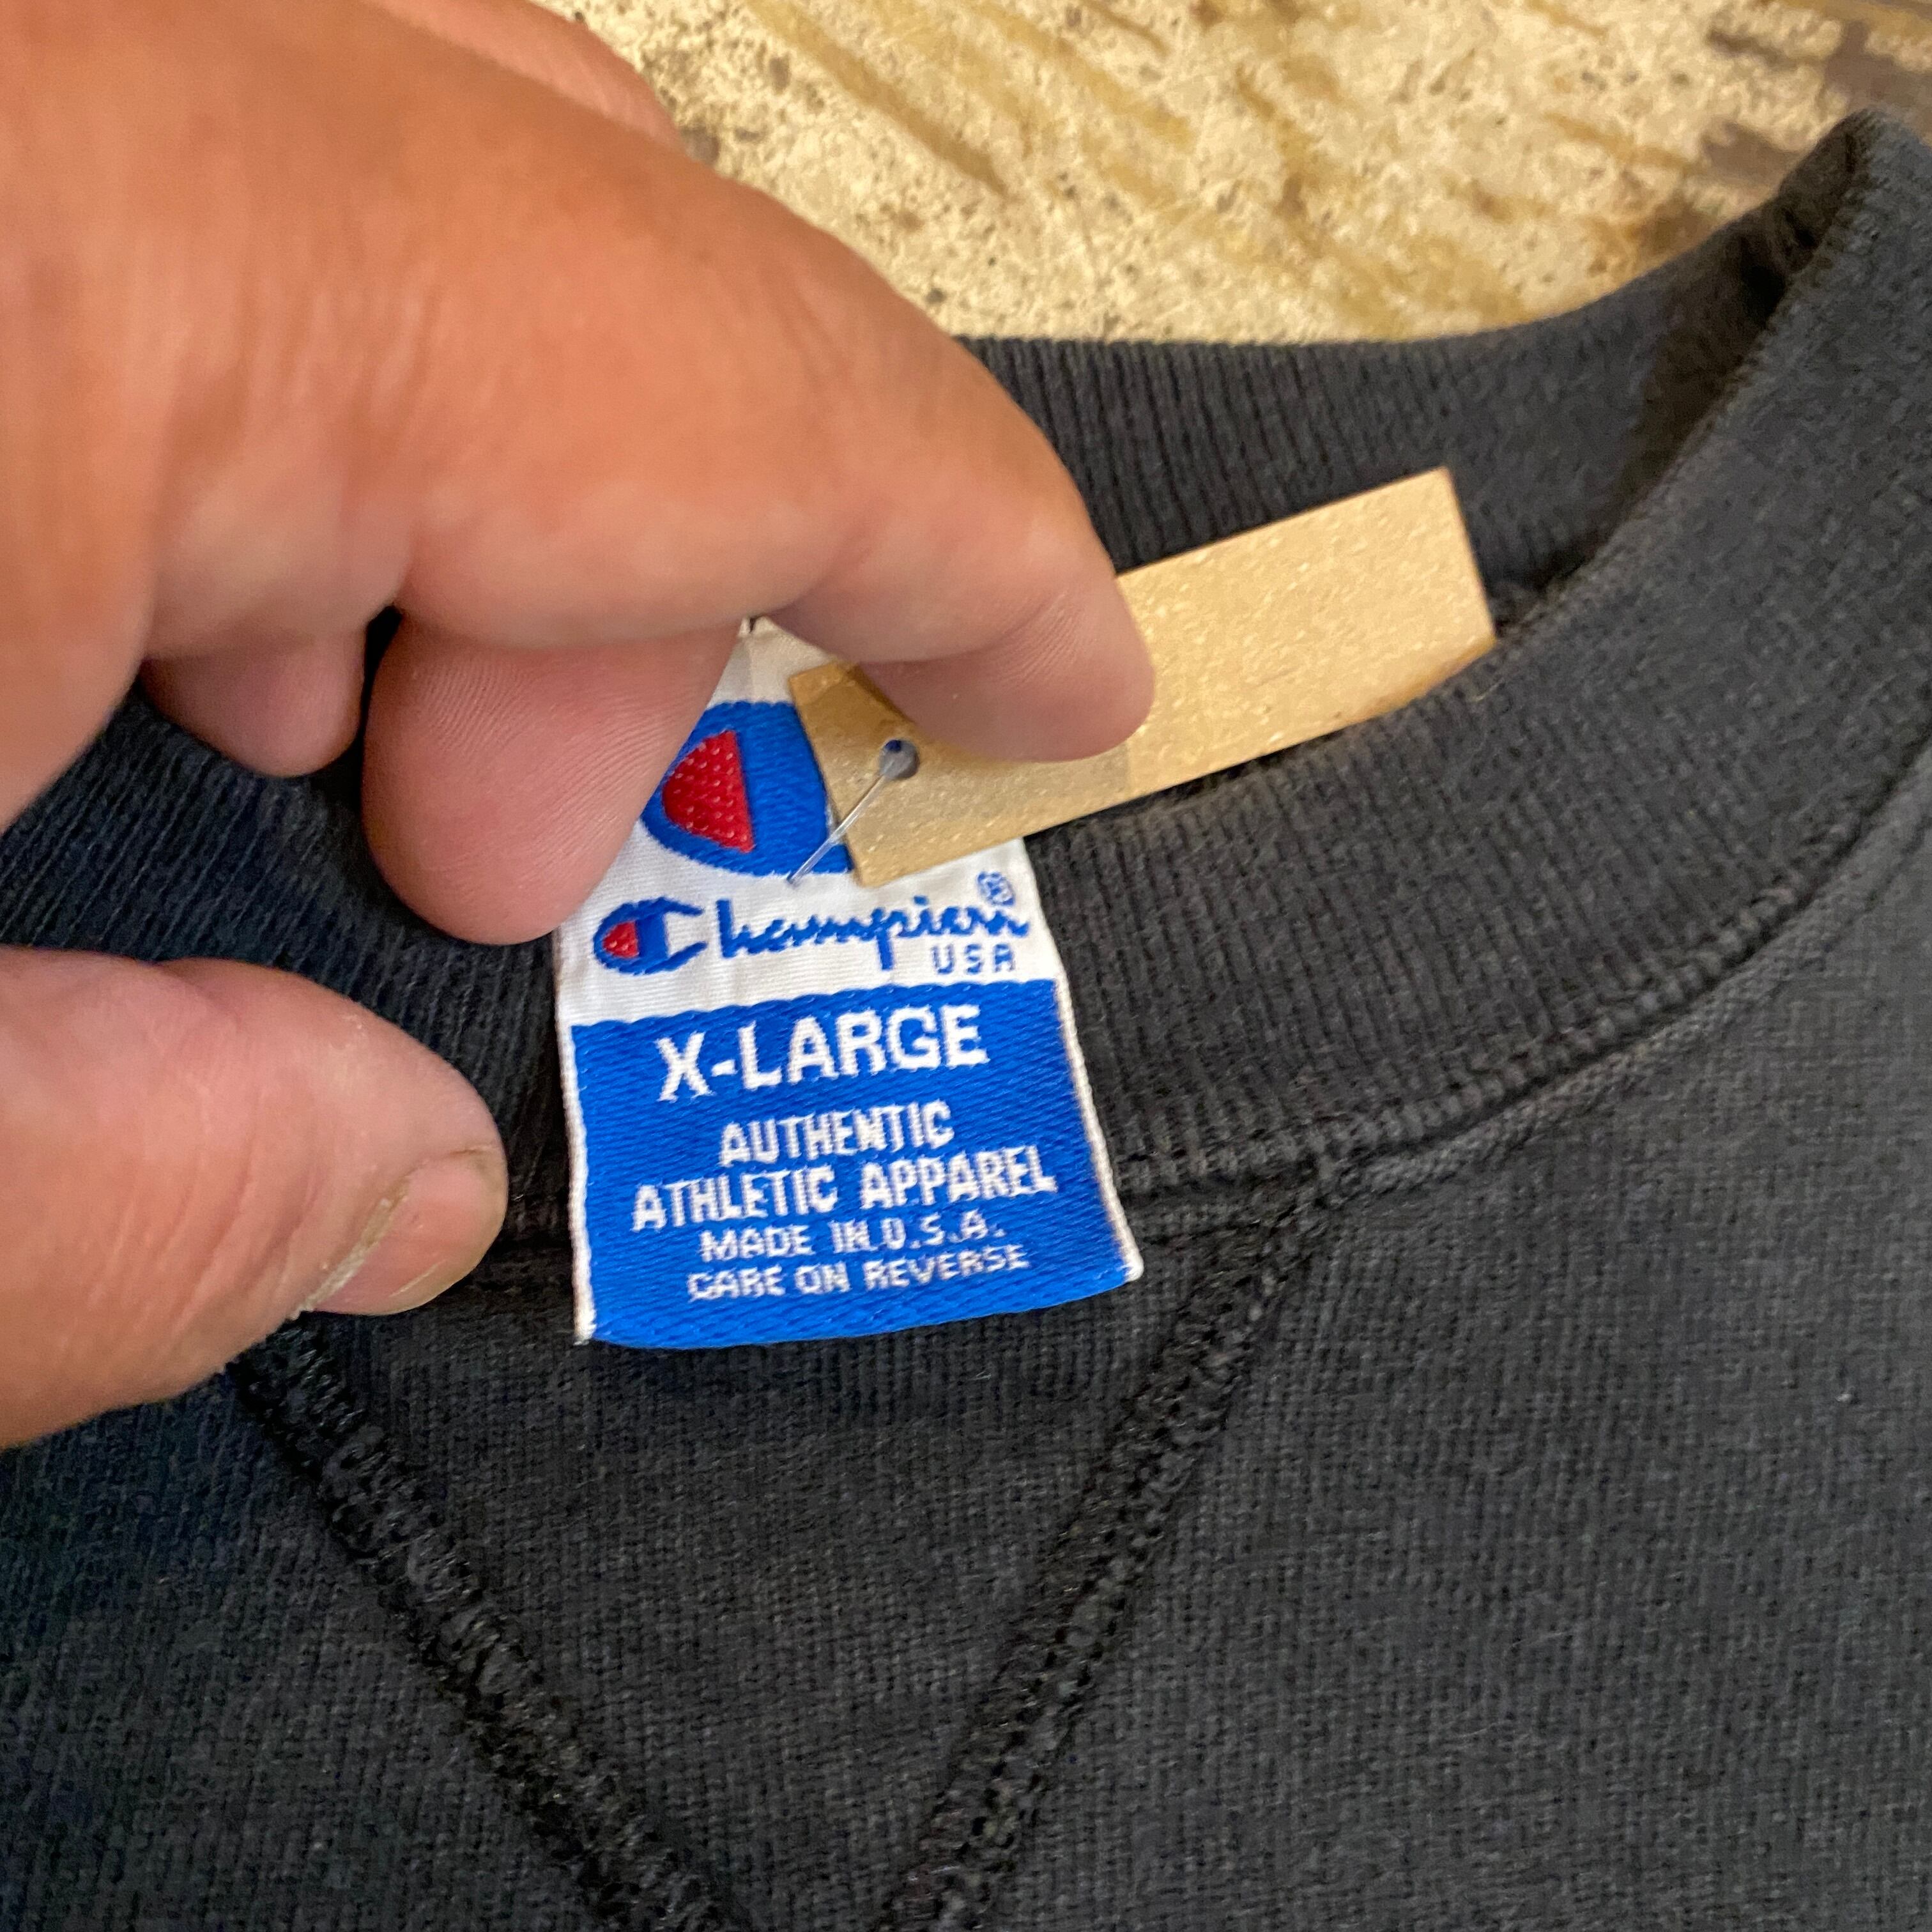 Champion®
USA
X-LARGE
AUTHENTIC
ATHLETIC APPAREL
MADE IN U.S.A.
CARE ON REVERSE